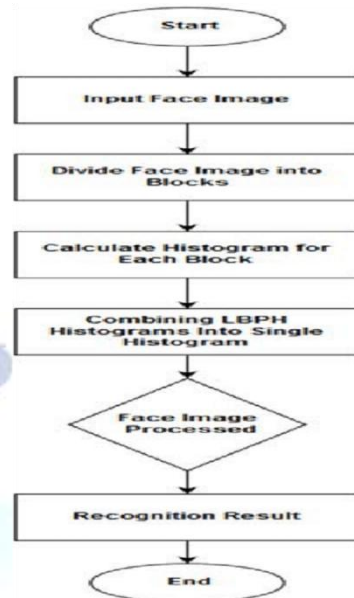 Start
Input Face Image
Divide Face Image into
Blocks
Calculate Histogram for
Each Block
Combining LBPH
Histograms Into Single
Histogram
Face Image
Processed
Recognition Result
End